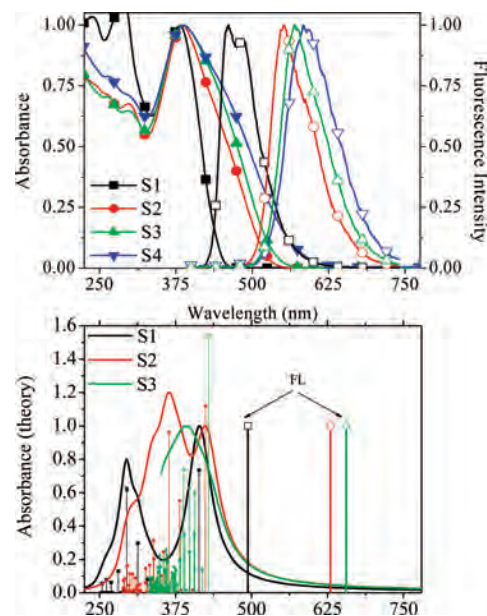 1.00
0.75
0.50
0.25
0.00
Absorbance
S1
S2
S3
S4
1.00
0.75
0.50
0.25
0.00
Fluorescence Intensity
250 375 500 625 750
Wavelength (nm)
1.6
1.4
1.2
1.0
0.8
0.6
0.4
0.2
0.0
Absorbance (theory)
S1
S2
S3
FL
250 375 500 625 750